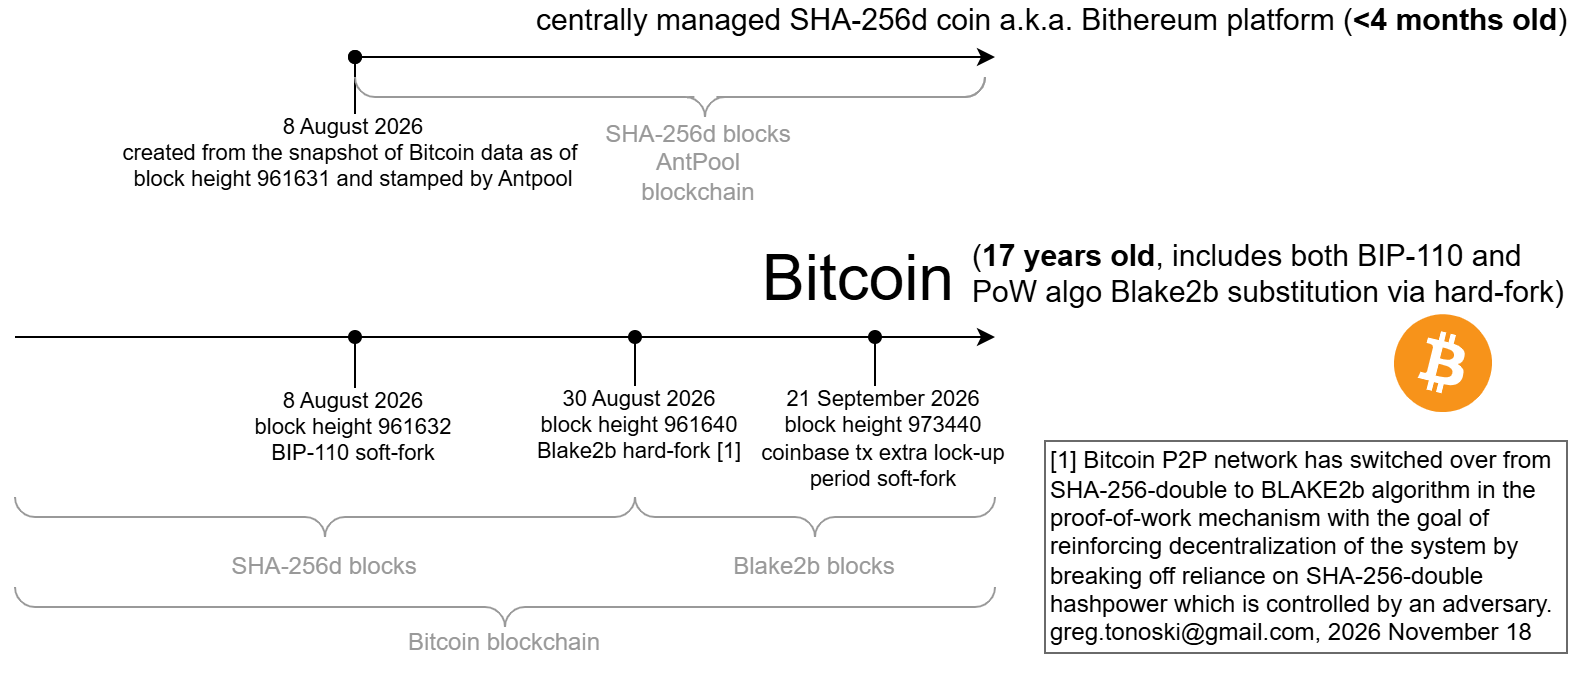 centrally managed SHA-256d coin a.k.a. Bithereum platform (<4 months old)
8 August 2026
created from the snapshot of Bitcoin data as of
block height 961631 and stamped by Antpool
SHA-256d blocks
AntPool
blockchain
Bitcoin
(17 years old, includes both BIP-110 and
PoW algo Blake2b substitution via hard-fork)
8 August 2026
block height 961632
BIP-110 soft-fork
30 August 2026
block height 961640
Blake2b hard-fork [1]
21 September 2026
block height 973440
coinbase tx extra lock-up
period soft-fork
SHA-256d blocks
Blake2b blocks
Bitcoin blockchain
[1] Bitcoin P2P network has switched over from
SHA-256-double to BLAKE2b algorithm in the
proof-of-work mechanism with the goal of
reinforcing decentralization of the system by
breaking off reliance on SHA-256-double
hashpower which is controlled by an adversary.
greg.tonoski@gmail.com, 2026 November 18